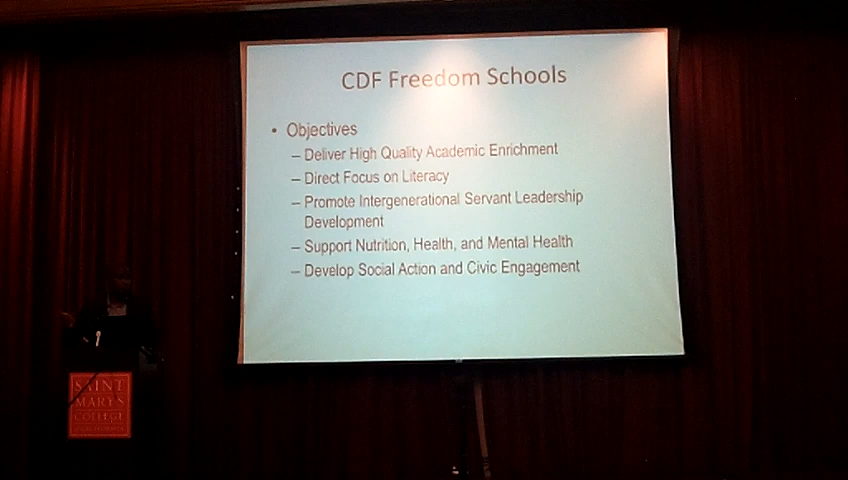 CDF Freedom Schools
• Objectives
– Deliver High Quality Academic Enrichment
– Direct Focus on Literacy
– Promote Intergenerational Servant Leadership
Development
– Support Nutrition, Health, and Mental Health
– Develop Social Action and Civic Engagement
SAINT
MARY'S
COLLEGE